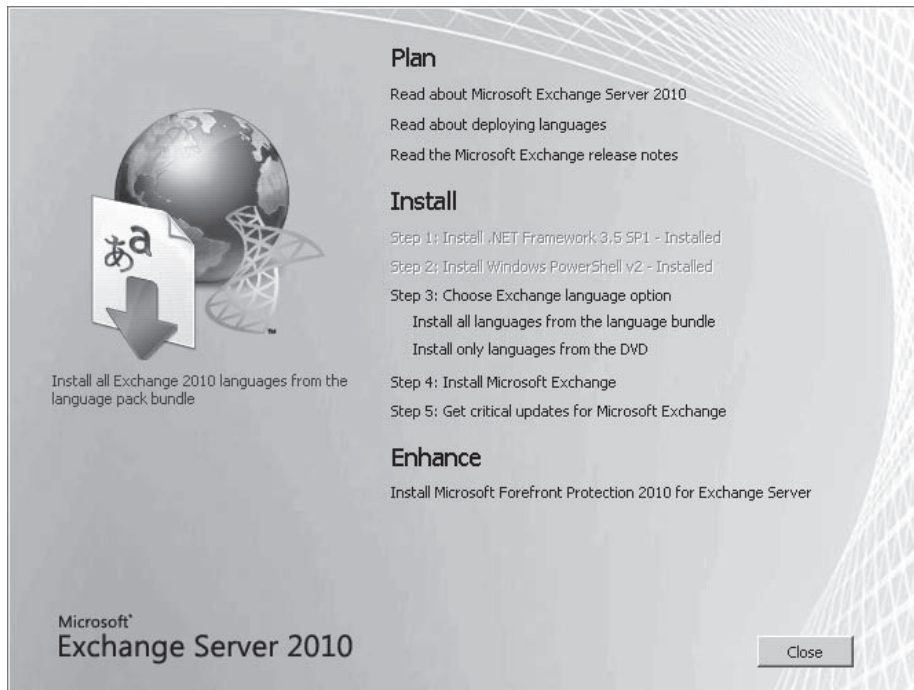 Plan
Read about Microsoft Exchange Server 2010
Read about deploying languages
Read the Microsoft Exchange release notes
Install
Step 1: Install .NET Framework 3.5 SP1 - Installed
Step 2: Install Windows PowerShell v2 - Installed
Step 3: Choose Exchange language option
Install all languages from the language bundle
Install only languages from the DVD
Step 4: Install Microsoft Exchange
Step 5: Get critical updates for Microsoft Exchange
Enhance
Install Microsoft Forefront Protection 2010 for Exchange Server
あa
™
Install all Exchange 2010 languages from the
language pack bundle
Microsoft®
Exchange Server 2010
Close